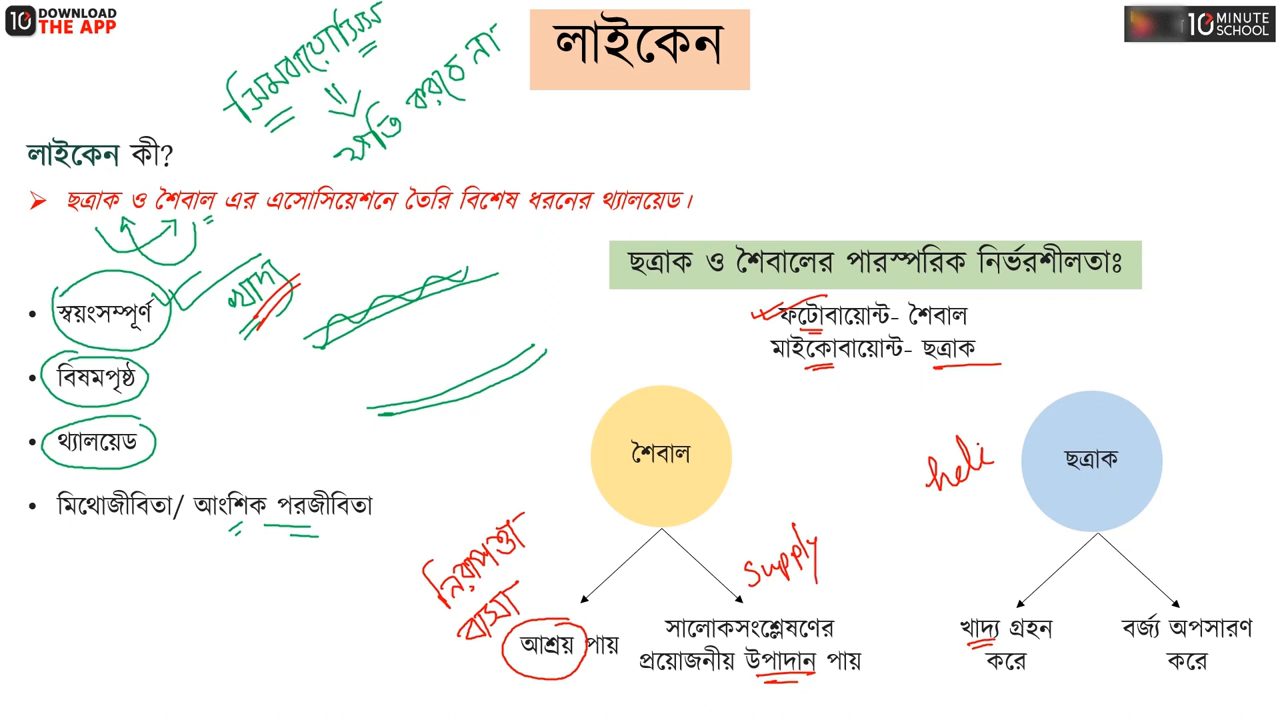 10 DOWNLOAD
THE APP
10 MINUTE
SCHOOL
লাইকেন
সিমবায়োসিস
ক্ষতি করবে না
লাইকেন কী?
ছত্রাক ও শৈবাল এর এসোসিয়েশনে তৈরি বিশেষ ধরনের থ্যালয়েড।
স্বয়ংসম্পূর্ণ
খাদ্য
বিষমপৃষ্ঠ
থ্যালয়েড
মিথোজীবিতা/ আংশিক পরজীবিতা
ছত্রাক ও শৈবালের পারস্পরিক নির্ভরশীলতাঃ
ফটোবায়োন্ট- শৈবাল
মাইকোবায়োন্ট- ছত্রাক
শৈবাল
ছত্রাক
নিরাপত্তা
supply
আশ্রয় পায়
সালোকসংশ্লেষণের
প্রয়োজনীয় উপাদান পায়
খাদ্য গ্রহন
করে
বর্জ্য অপসারণ
করে